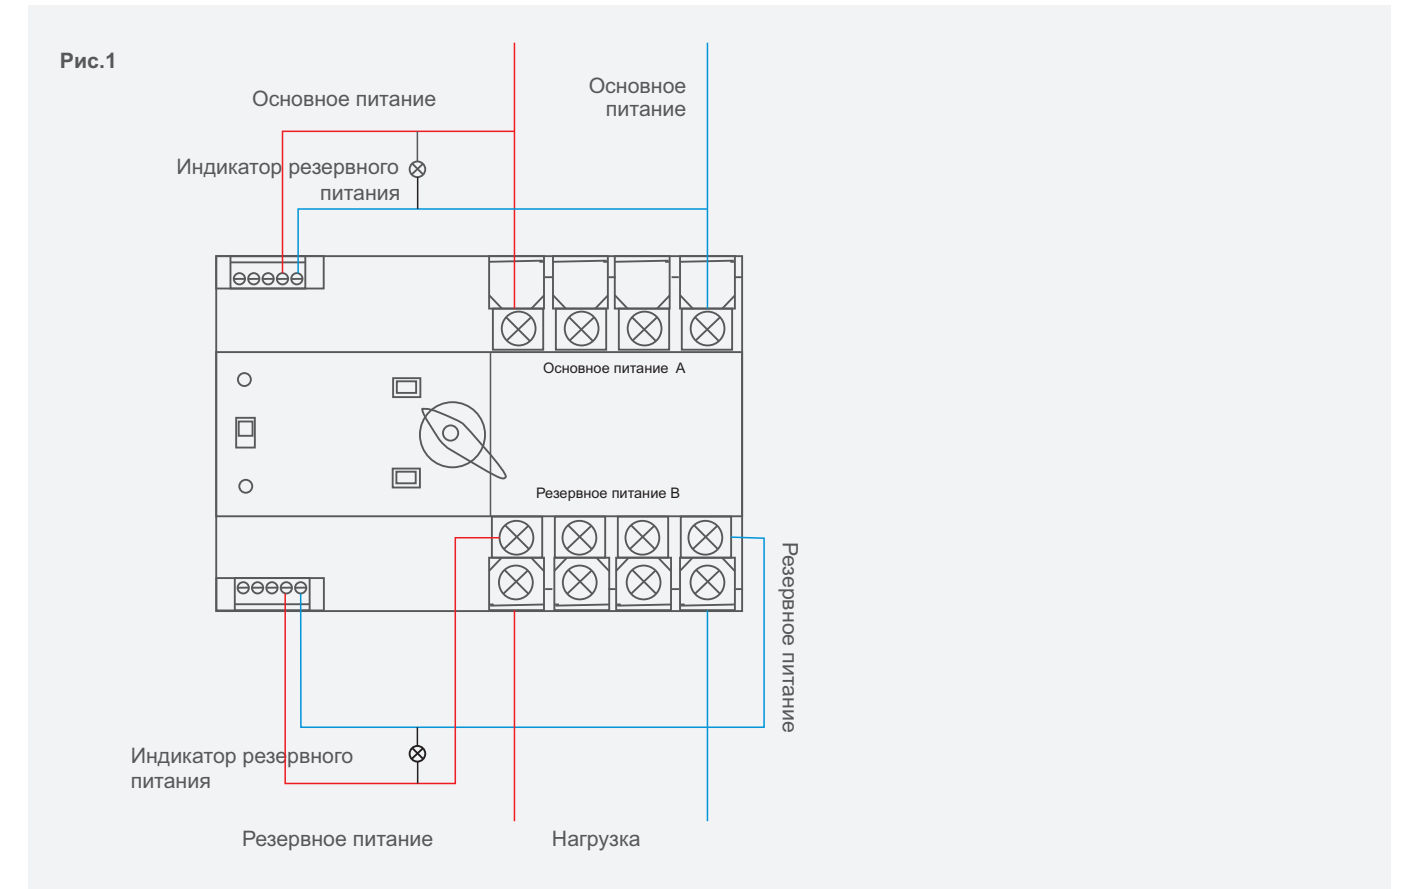 Рис.1
Основное питание
Основное
питание
Индикатор резервного
питания
Основное питание А
Резервное питание В
Резервное питание
Индикатор резервного
питания
Резервное питание
Нагрузка